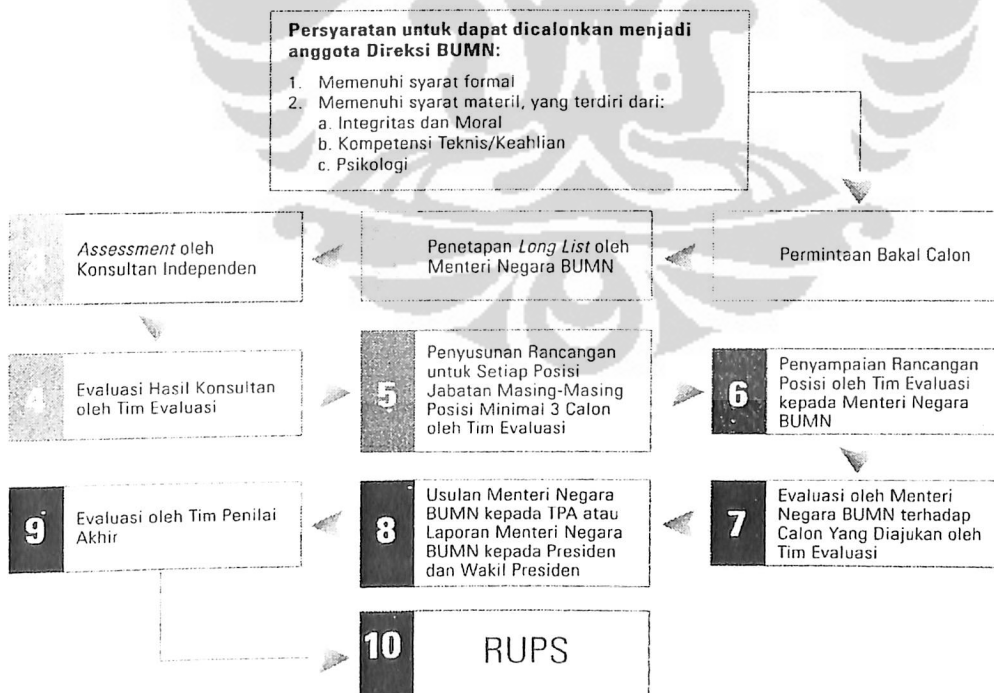 Persyaratan untuk dapat dicalonkan menjadi
anggota Direksi BUMN:
1. Memenuhi syarat formal
2. Memenuhi syarat materil, yang terdiri dari:
a. Integritas dan Moral
b. Kompetensi Teknis/Keahlian
c. Psikologi
Permintaan Bakal Calon
Penetapan Long List oleh
Menteri Negara BUMN
Assessment oleh
Konsultan Independen
4
Evaluasi Hasil Konsultan
oleh Tim Evaluasi
5
Penyusunan Rancangan
untuk Setiap Posisi
Jabatan Masing-Masing
Posisi Minimal 3 Calon
oleh Tim Evaluasi
6
Penyampaian Rancangan
Posisi oleh Tim Evaluasi
kepada Menteri Negara
BUMN
7
Evaluasi oleh Menteri
Negara BUMN terhadap
Calon Yang Diajukan oleh
Tim Evaluasi
8
Usulan Menteri Negara
BUMN kepada TPA atau
Laporan Menteri Negara
BUMN kepada Presiden
dan Wakil Presiden
9
Evaluasi oleh Tim Penilai
Akhir
10
RUPS